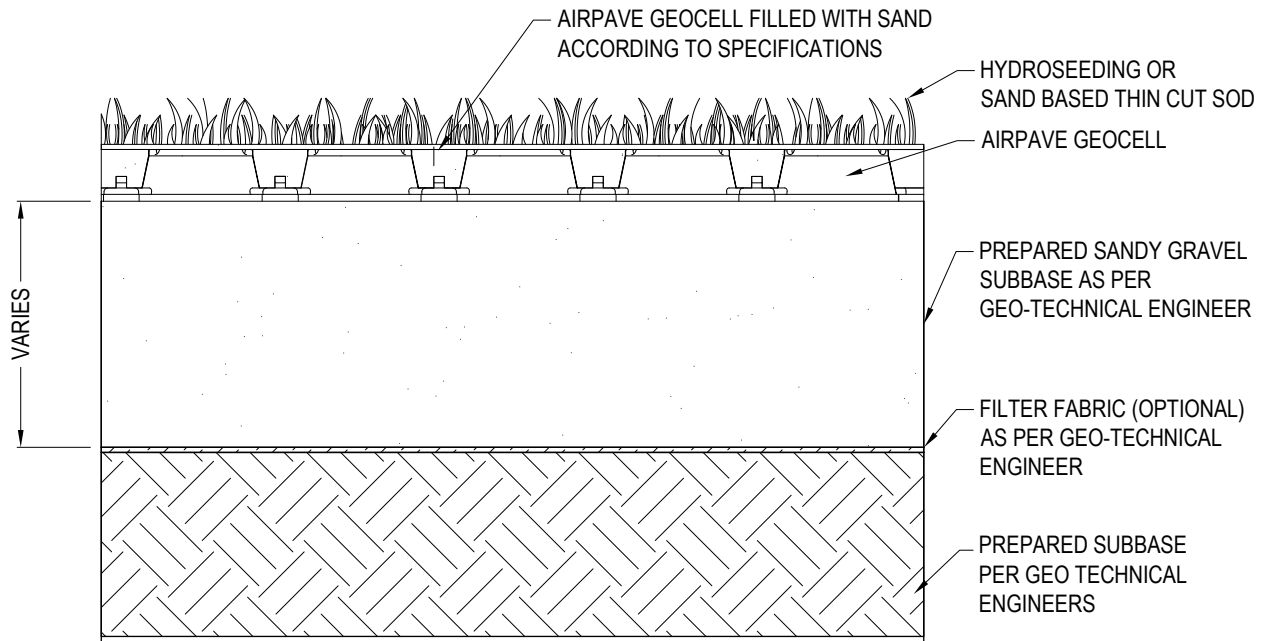 AIRPAVE GEOCELL FILLED WITH SAND
ACCORDING TO SPECIFICATIONS
HYDROSEEDING OR
SAND BASED THIN CUT SOD
AIRPAVE GEOCELL
VARIES
PREPARED SANDY GRAVEL
SUBBASE AS PER
GEO-TECHNICAL ENGINEER
FILTER FABRIC (OPTIONAL)
AS PER GEO-TECHNICAL
ENGINEER
PREPARED SUBBASE
PER GEO TECHNICAL
ENGINEERS